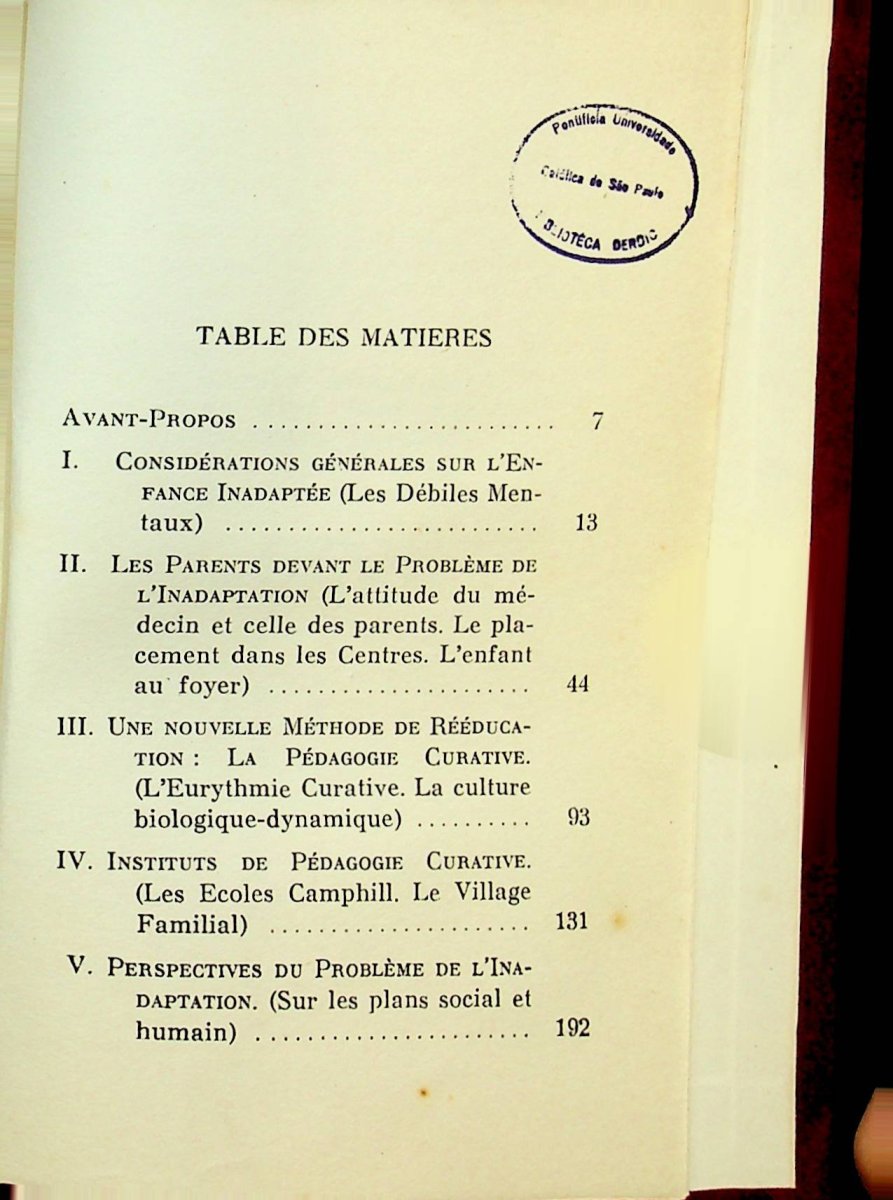 Pontifícia Universidade
Católica de São Paulo
BIBLIOTÉCA DERDIC
TABLE DES MATIERES
AVANT-PROPOS ........................ 7
I. CONSIDÉRATIONS GÉNÉRALES SUR L'EN-
FANCE INADAPTÉE (Les Débiles Men-
taux) ......................... 13
II. LES PARENTS DEVANT LE PROBLÈME DE
L'INADAPTATION (L'attitude du mé-
decin et celle des parents. Le pla-
cement dans les Centres. L'enfant
au foyer) ..................... 44
III. UNE NOUVELLE MÉTHODE DE RÉÉDUCA-
TION : LA PÉDAGOGIE CURATIVE.
(L'Eurythmie Curative. La culture
biologique-dynamique) .......... 93
IV. INSTITUTS DE PÉDAGOGIE CURATIVE.
(Les Ecoles Camphill. Le Village
Familial) ..................... 131
V. PERSPECTIVES DU PROBLÈME DE L'INA-
DAPTATION. (Sur les plans social et
humain) ...................... 192